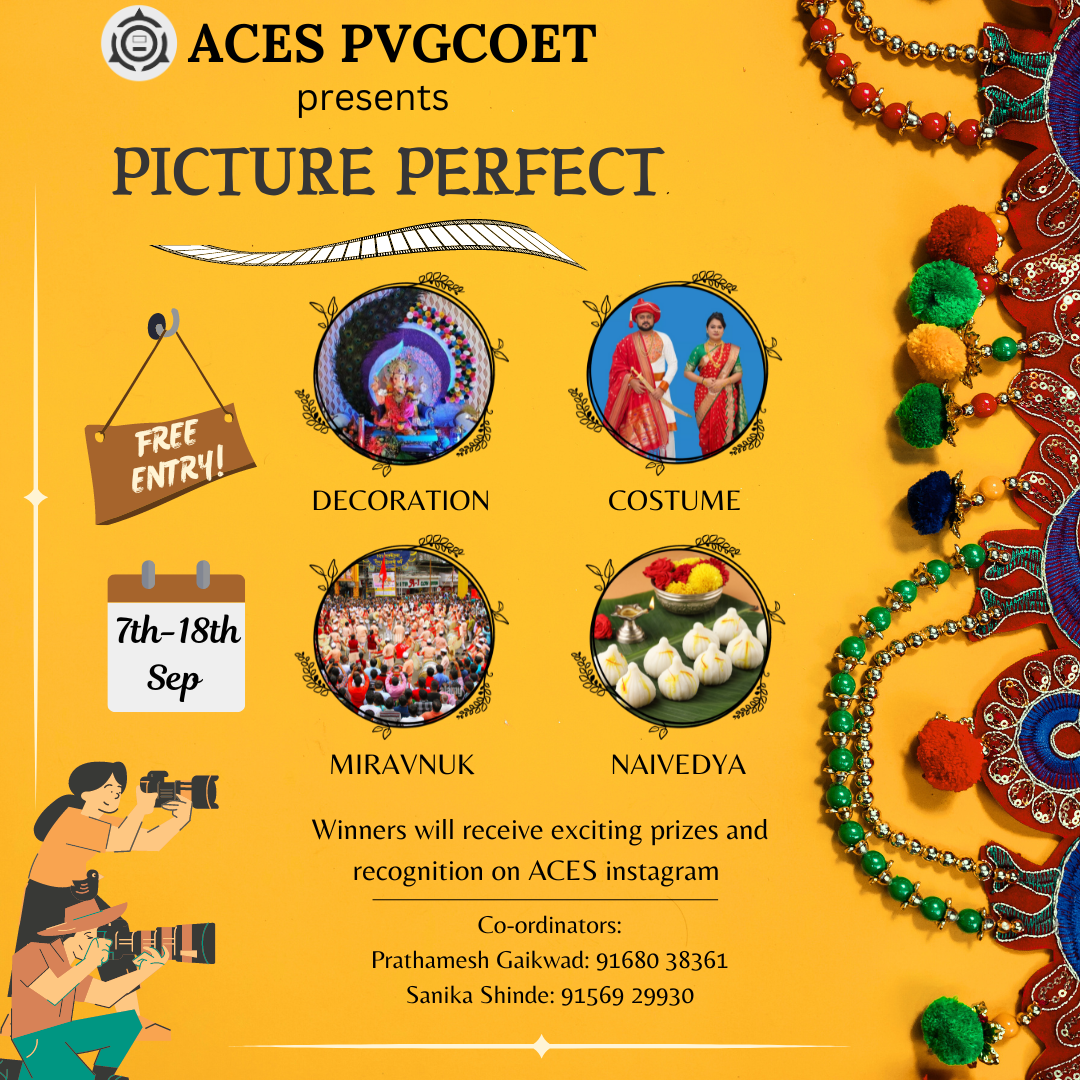 ACES PVGCOET
presents
PICTURE PERFECT
FREE
ENTRY!
DECORATION
COSTUME
7th-18th
Sep
MIRAVNUK
NAIVEDYA
Winners will receive exciting prizes and
recognition on ACES instagram
Co-ordinators:
Prathamesh Gaikwad: 91680 38361
Sanika Shinde: 91569 29930